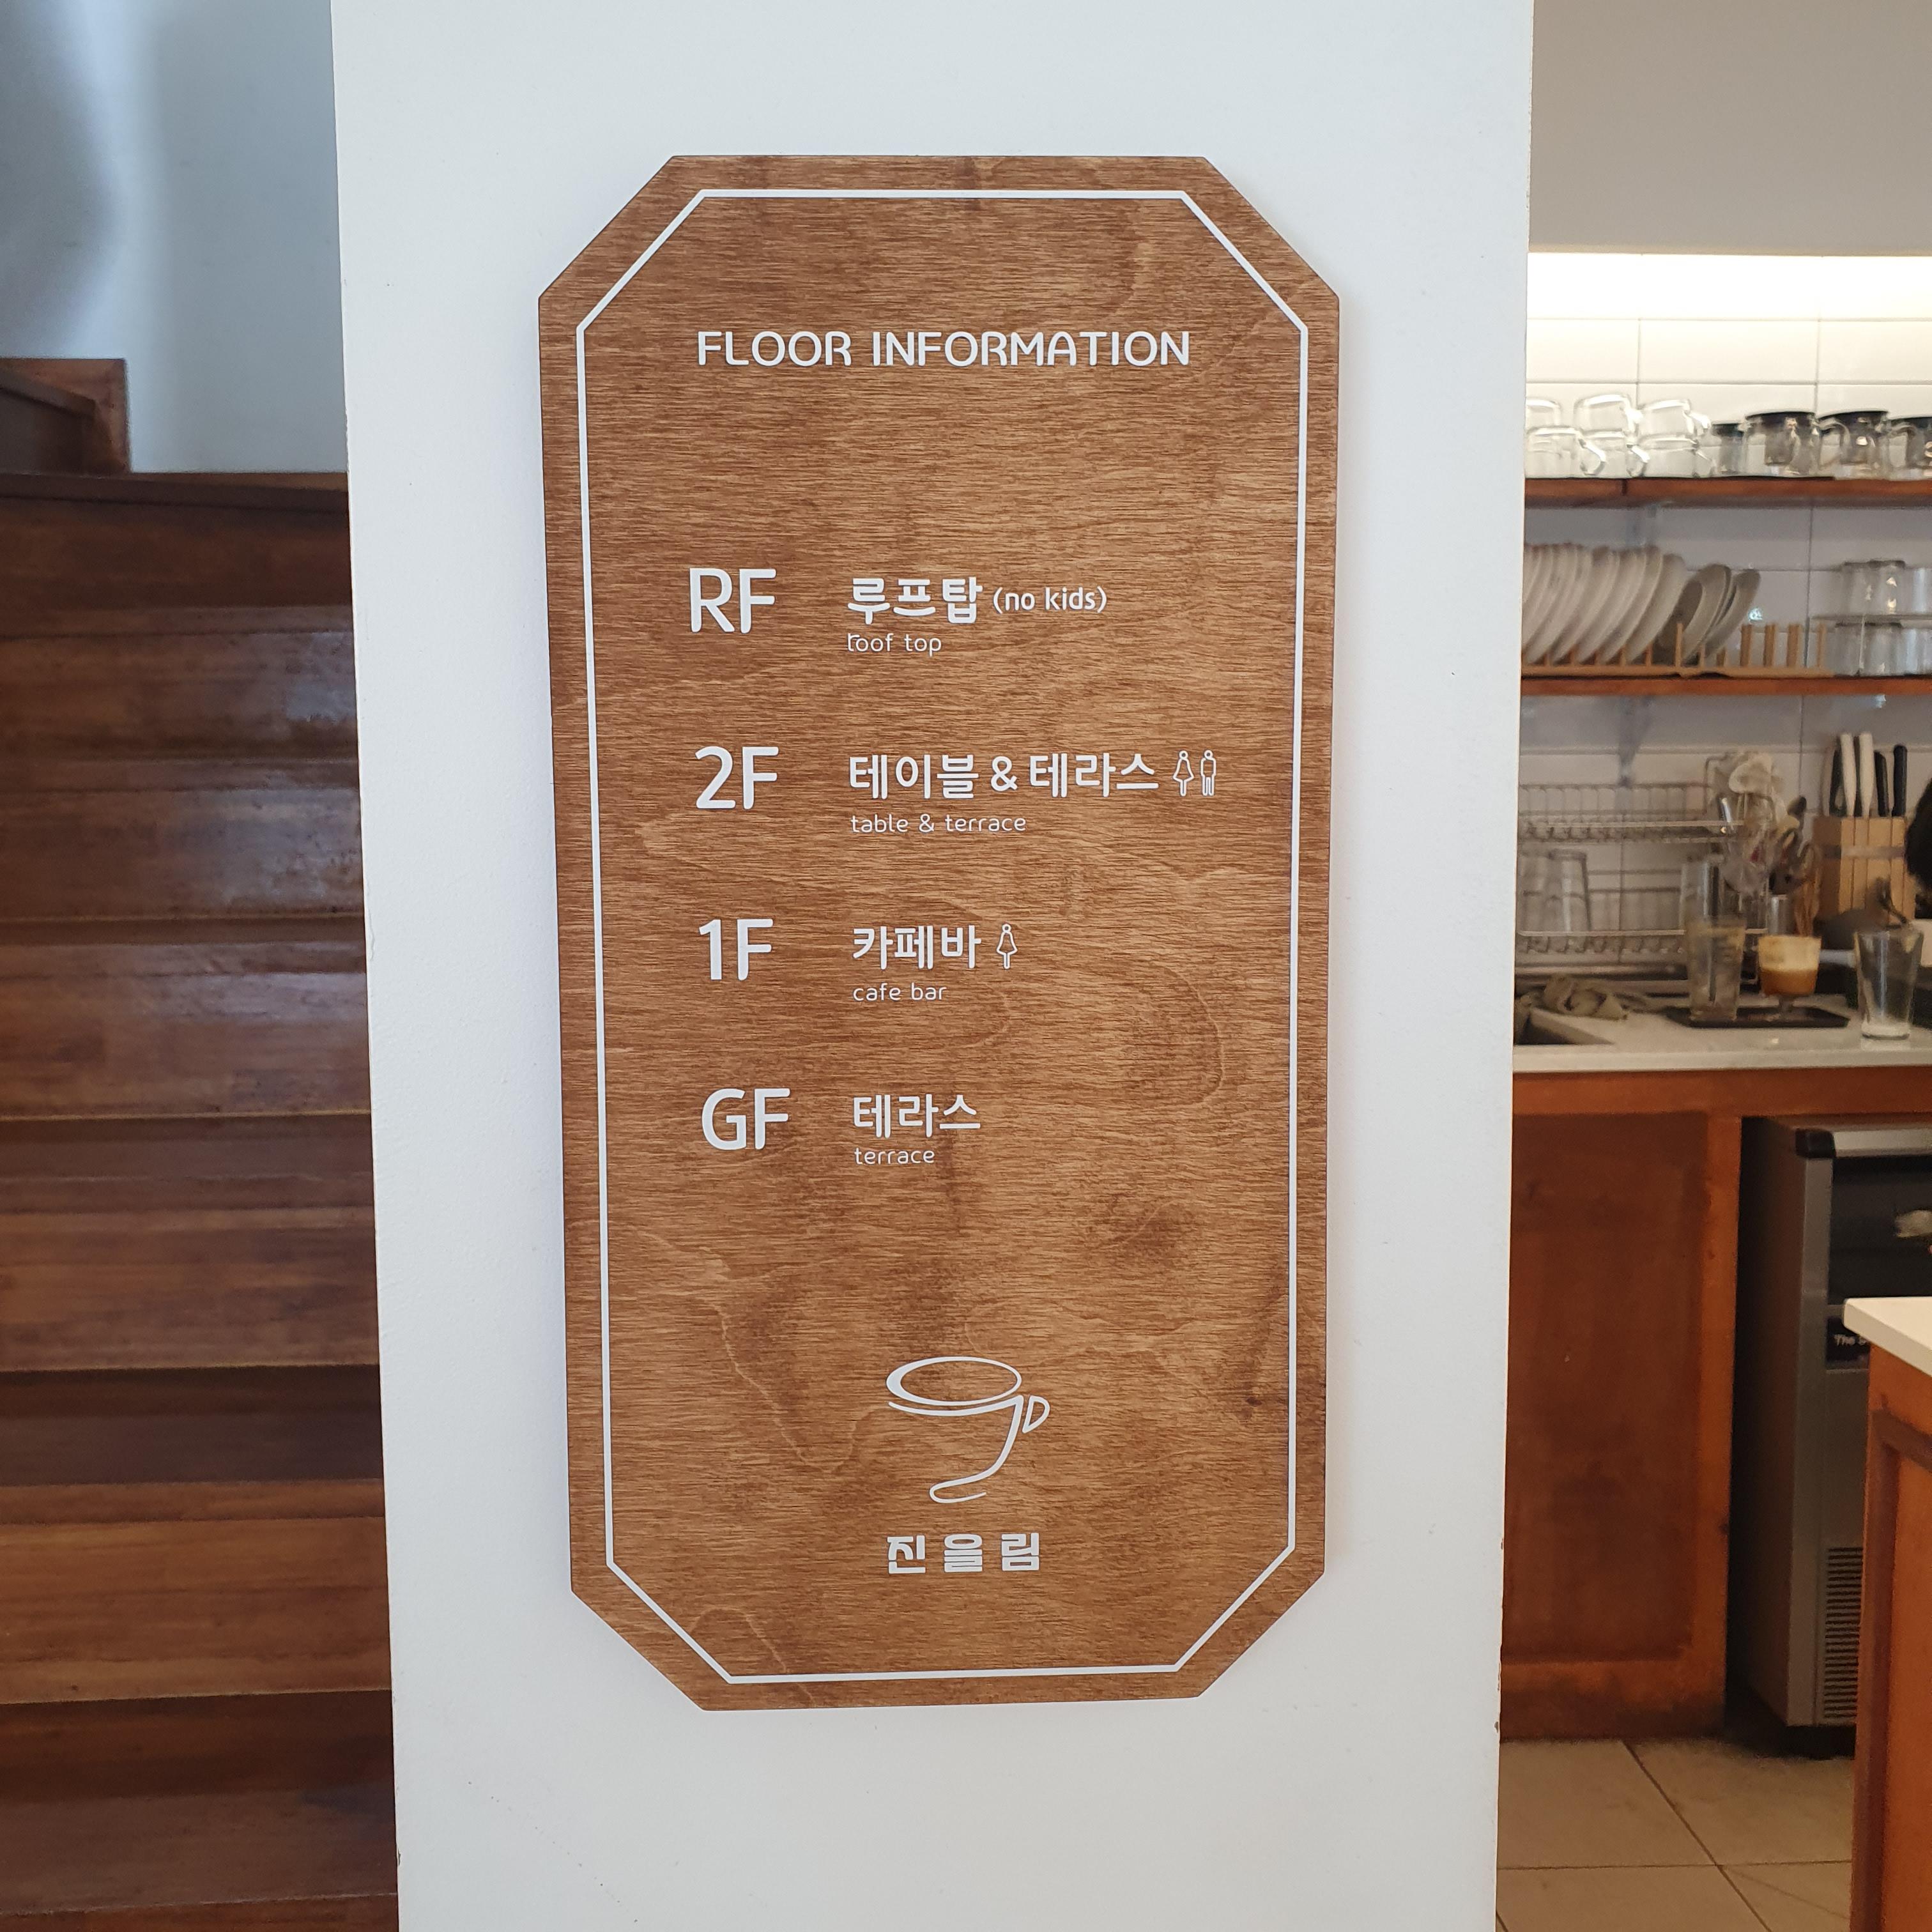 FLOOR INFORMATION
RF 루프탑 (no kids)
roof top
2F 테이블 & 테라스
table & terrace
1F 카페바
cafe bar
GF 테라스
terrace
진을림